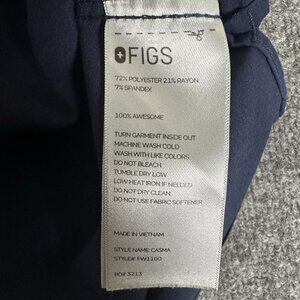 FIGS
72% POLYESTER 21% RAYON
7% SPANDEX
100% AWESOME
TURN GARMENT INSIDE OUT
MACHINE WASH COLD
WASH WITH LIKE COLORS
DO NOT BLEACH
TUMBLE DRY LOW
LOW HEAT IRON IF NEEDED
DO NOT DRY CLEAN
DO NOT USE FABRIC SOFTENER
MADE IN VIETNAM
STYLE NAME: CASMA
STYLE#: FW1100
PO# 3213